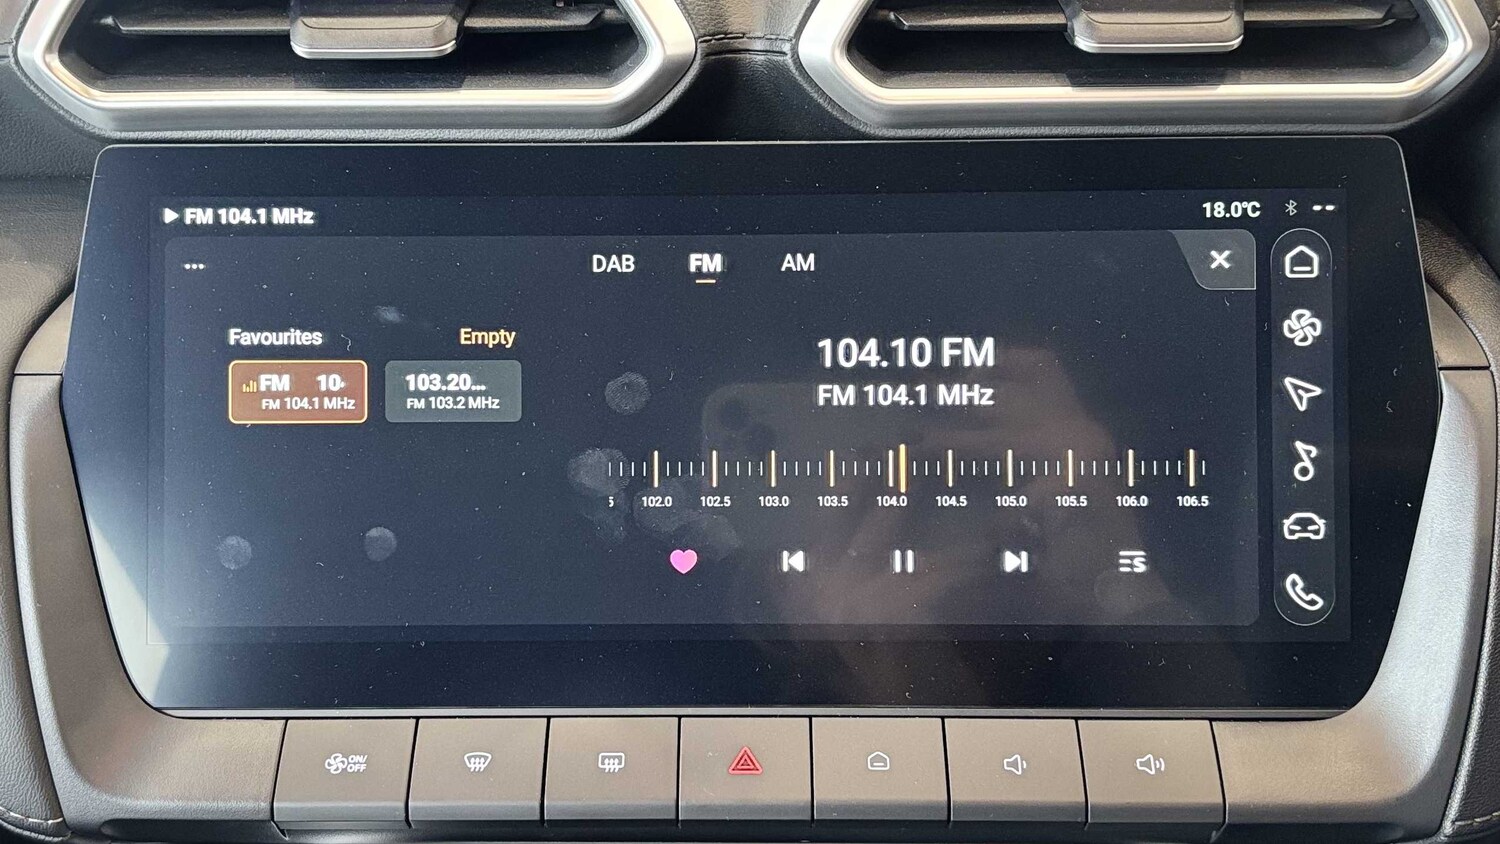 FM 104.1 MHz
18.0°C
--
...
DAB FM AM
Favourites Empty
FM 10
FM 104.1 MHz
103.20...
FM 103.2 MHz
104.10 FM
FM 104.1 MHz
5 102.0 102.5 103.0 103.5 104.0 104.5 105.0 105.5 106.0 106.5
S
ON/
OFF